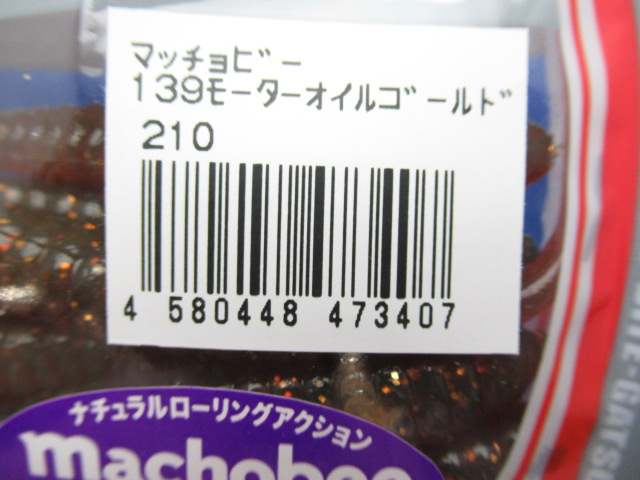 ﾏｯﾁｮﾋﾞｰ
139ﾓｰﾀｰｵｲﾙｺﾞｰﾙﾄﾞ
210
4 580448 473407
ナチュラルローリングアクション
machobee